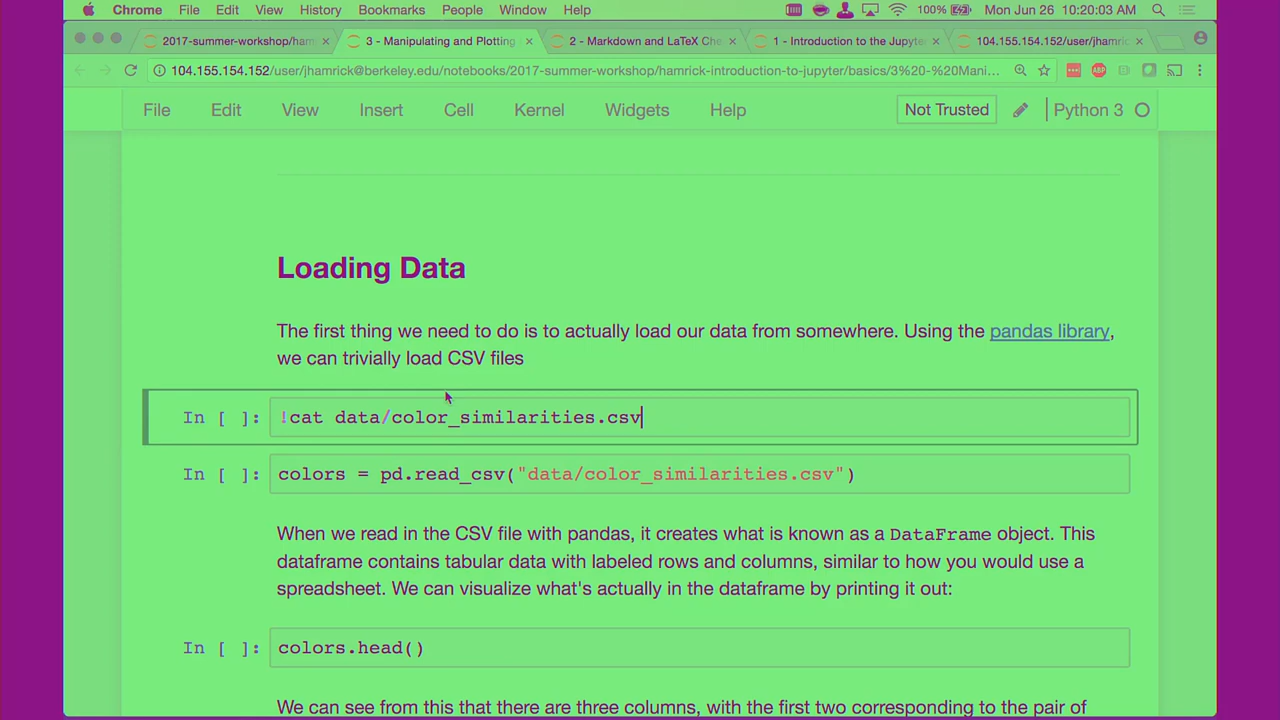 Chrome File Edit View History Bookmarks People Window Help 100% Mon Jun 26 10:20:03 AM
2017-summer-workshop/ham × 3 - Manipulating and Plotting × 2 - Markdown and LaTeX Che × 1 - Introduction to the Jupyte × 104.155.154.152/user/jhamric ×
104.155.154.152/user/jhamrick@berkeley.edu/notebooks/2017-summer-workshop/hamrick-introduction-to-jupyter/basics/3%20-%20Mani...
File Edit View Insert Cell Kernel Widgets Help Not Trusted Python 3
Loading Data
The first thing we need to do is to actually load our data from somewhere. Using the pandas library,
we can trivially load CSV files
In [ ]: !cat data/color_similarities.csv
In [ ]: colors = pd.read_csv("data/color_similarities.csv")
When we read in the CSV file with pandas, it creates what is known as a DataFrame object. This
dataframe contains tabular data with labeled rows and columns, similar to how you would use a
spreadsheet. We can visualize what's actually in the dataframe by printing it out:
In [ ]: colors.head()
We can see from this that there are three columns, with the first two corresponding to the pair of